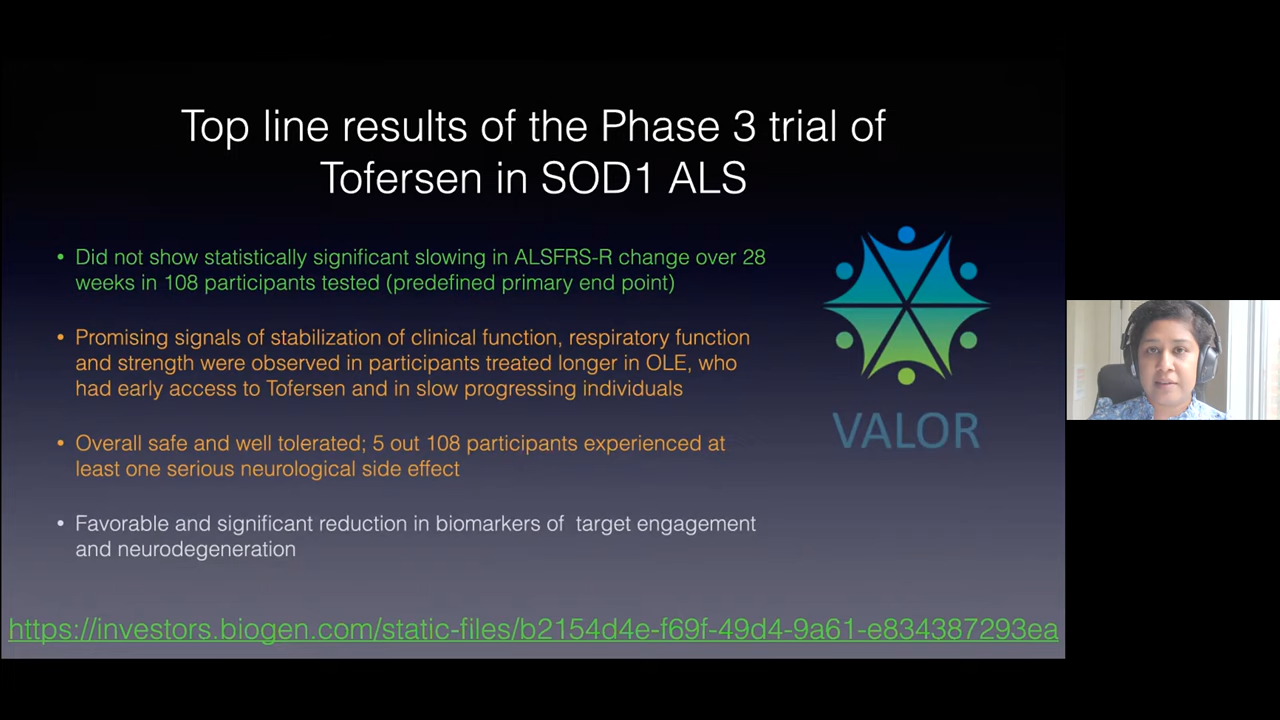 Top line results of the Phase 3 trial of
Tofersen in SOD1 ALS
• Did not show statistically significant slowing in ALSFRS-R change over 28
weeks in 108 participants tested (predefined primary end point)
• Promising signals of stabilization of clinical function, respiratory function
and strength were observed in participants treated longer in OLE, who
had early access to Tofersen and in slow progressing individuals
• Overall safe and well tolerated; 5 out 108 participants experienced at
least one serious neurological side effect
• Favorable and significant reduction in biomarkers of target engagement
and neurodegeneration
VALOR
https://investors.biogen.com/static-files/b2154d4e-f69f-49d4-9a61-e834387293ea